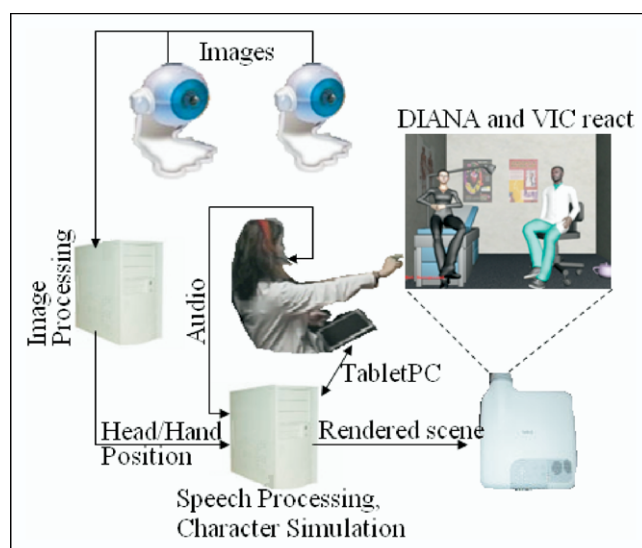 Images
DIANA and VIC react
Image
Processing
Audio
TabletPC
Head/Hand
Position
Rendered scene
Speech Processing,
Character Simulation